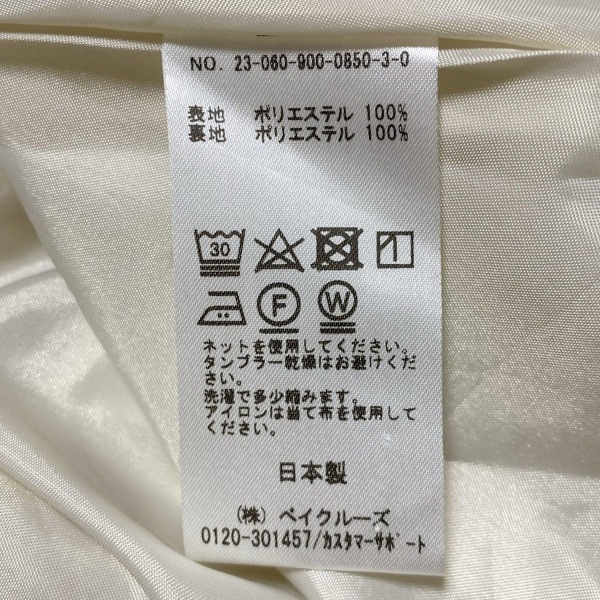 NO. 23-060-900-0850-3-0
表地 ポリエステル 100%
裏地 ポリエステル 100%
30
F W
ネットを使用してください。
タンブラー乾燥はお避けくださ
い。
洗濯で多少縮みます。
アイロンは当て布を使用して
ください。
日本製
(株) ベイクルーズ
0120-301457/カスタマーサポート